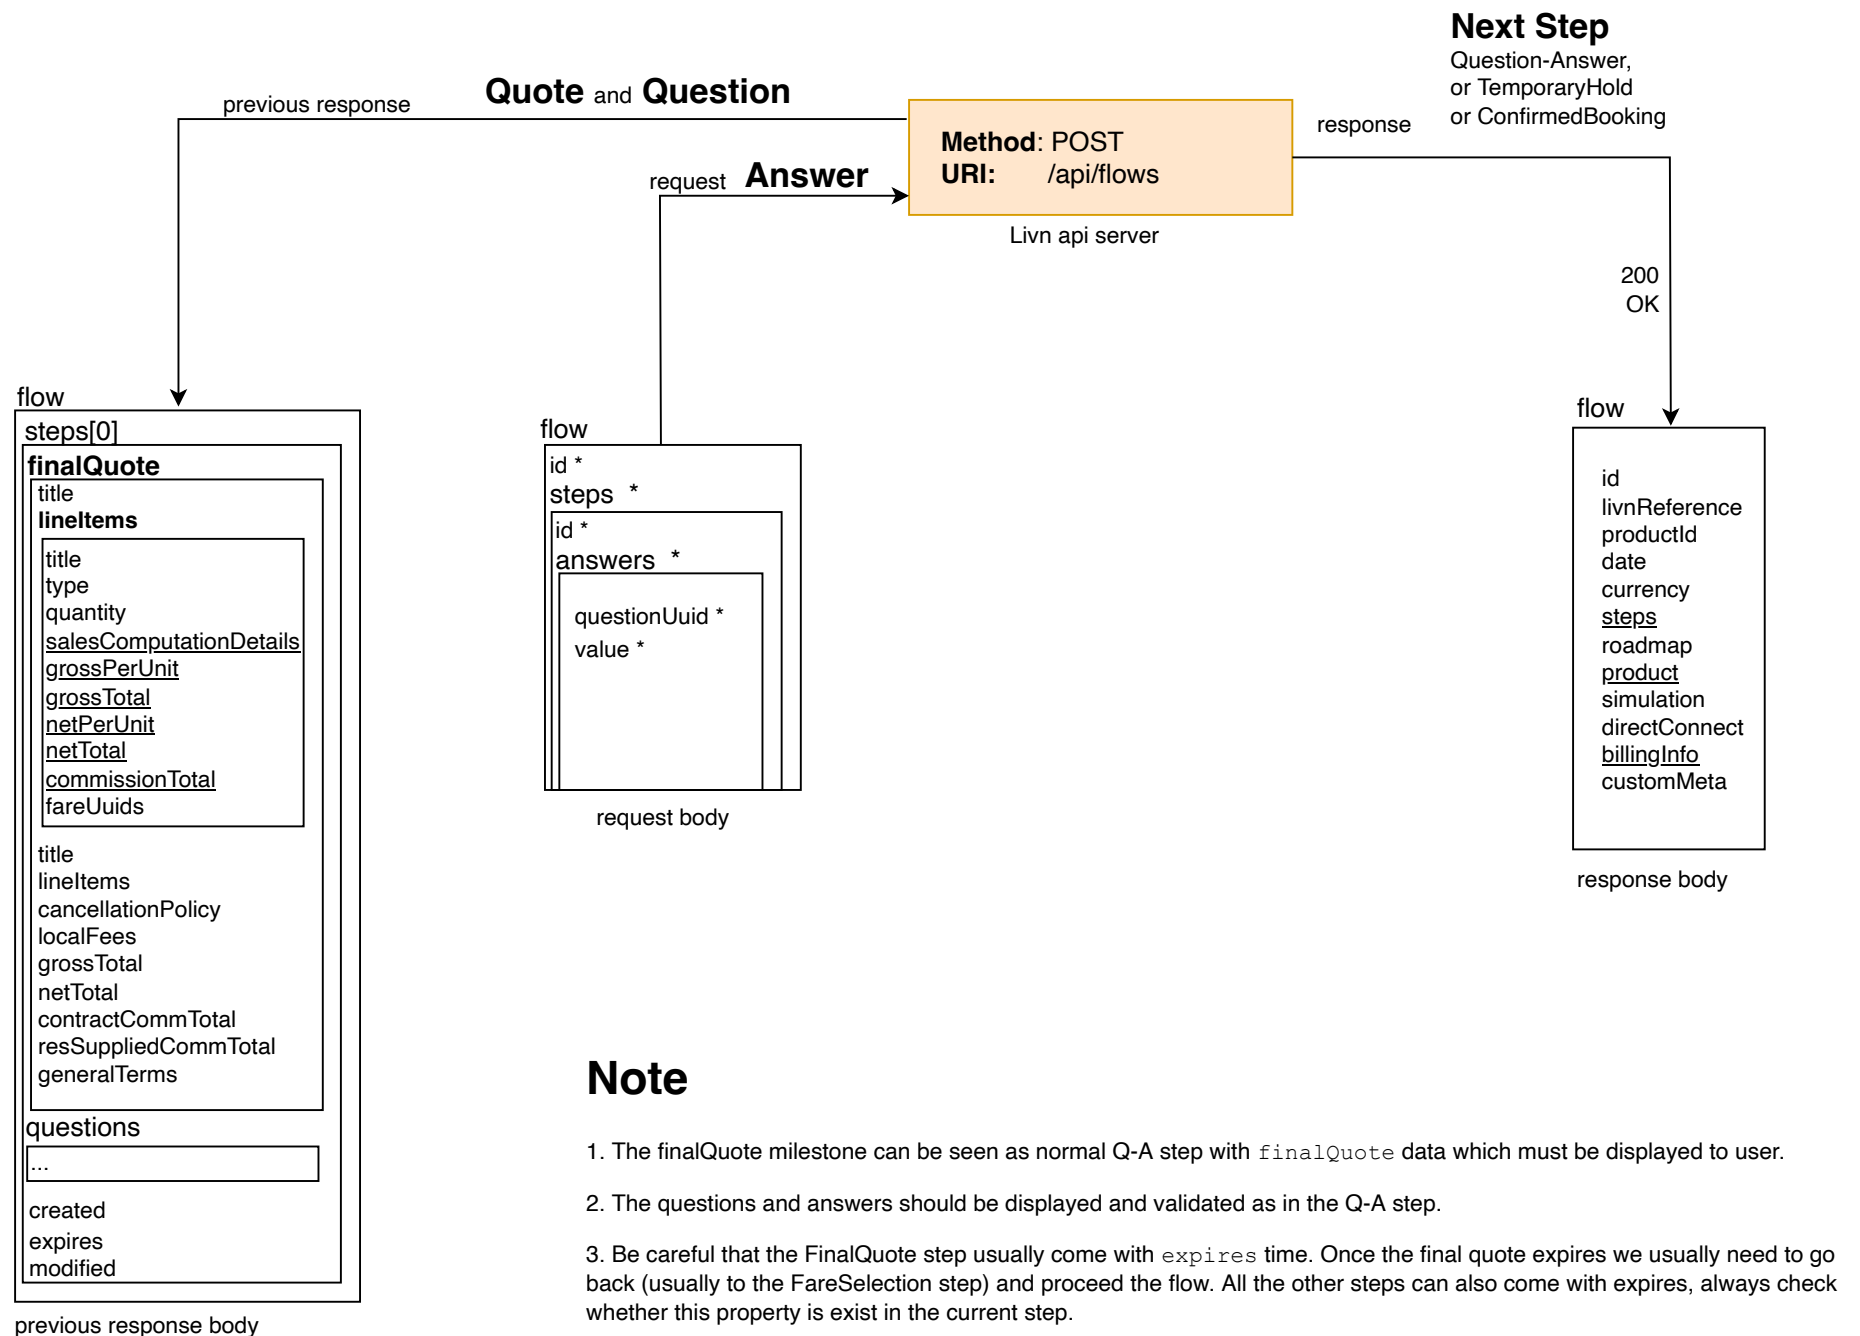 Next Step
Question-Answer,
or TemporaryHold
or ConfirmedBooking
previous response
Quote and Question
response
Method: POST
URI: /api/flows
request Answer
Livn api server
200
OK
flow
steps[0]
finalQuote
title
lineItems
title
type
quantity
salesComputationDetails
grossPerUnit
grossTotal
netPerUnit
netTotal
commissionTotal
fareUuids
title
lineItems
cancellationPolicy
localFees
grossTotal
netTotal
contractCommTotal
resSuppliedCommTotal
generalTerms
questions
...
created
expires
modified
previous response body
flow
id *
steps *
id *
answers *
questionUuid *
value *
request body
flow
id
livnReference
productId
date
currency
steps
roadmap
product
simulation
directConnect
billingInfo
customMeta
response body
Note
1. The finalQuote milestone can be seen as normal Q-A step with finalQuote data which must be displayed to user.
2. The questions and answers should be displayed and validated as in the Q-A step.
3. Be careful that the FinalQuote step usually come with expires time. Once the final quote expires we usually need to go
back (usually to the FareSelection step) and proceed the flow. All the other steps can also come with expires, always check
whether this property is exist in the current step.